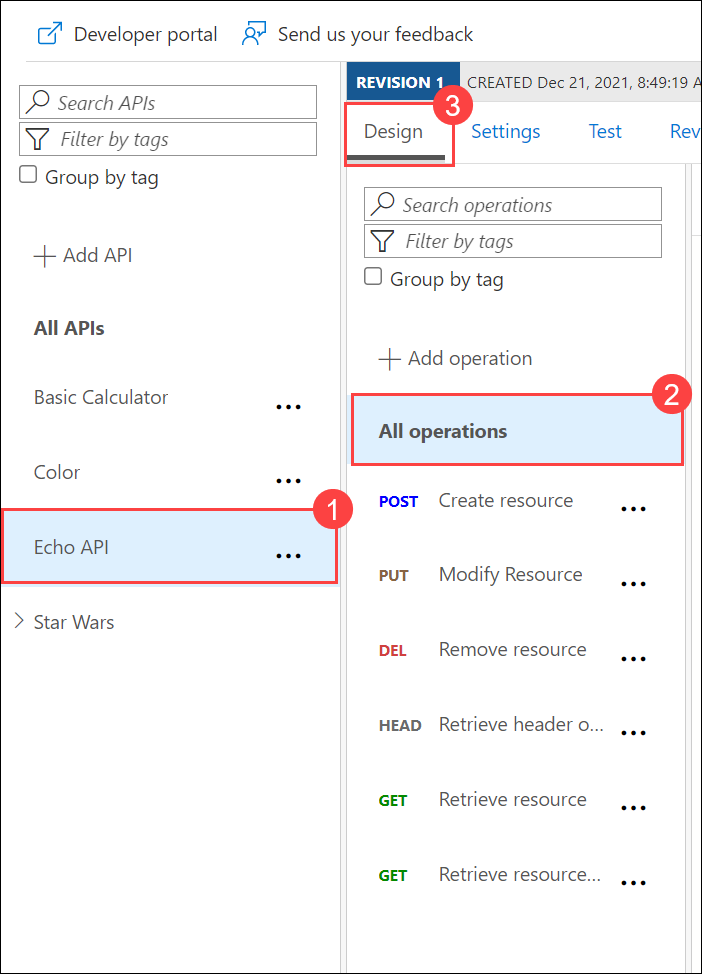 Developer portal
Send us your feedback
Search APIs
Filter by tags
Group by tag
Add API
All APIs
Basic Calculator
Color
1
Echo API
Star Wars
REVISION 1
CREATED Dec 21, 2021, 8:49:19 A
3
Design
Settings
Test
Rev
Search operations
Filter by tags
Group by tag
Add operation
2
All operations
POST Create resource
PUT Modify Resource
DEL Remove resource
HEAD Retrieve header o...
GET Retrieve resource
GET Retrieve resource...